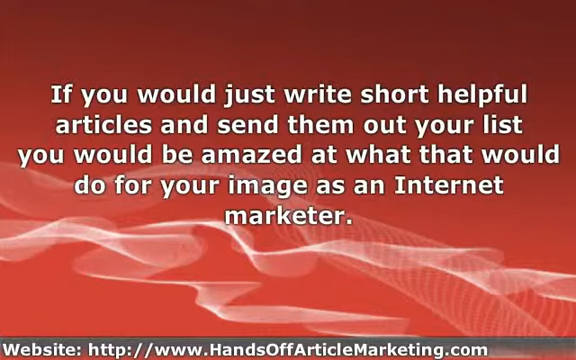 If you would just write short helpful
articles and send them out your list
you would be amazed at what that would
do for your image as an Internet
marketer.
Website: http://www.HandsOffArticleMarketing.com